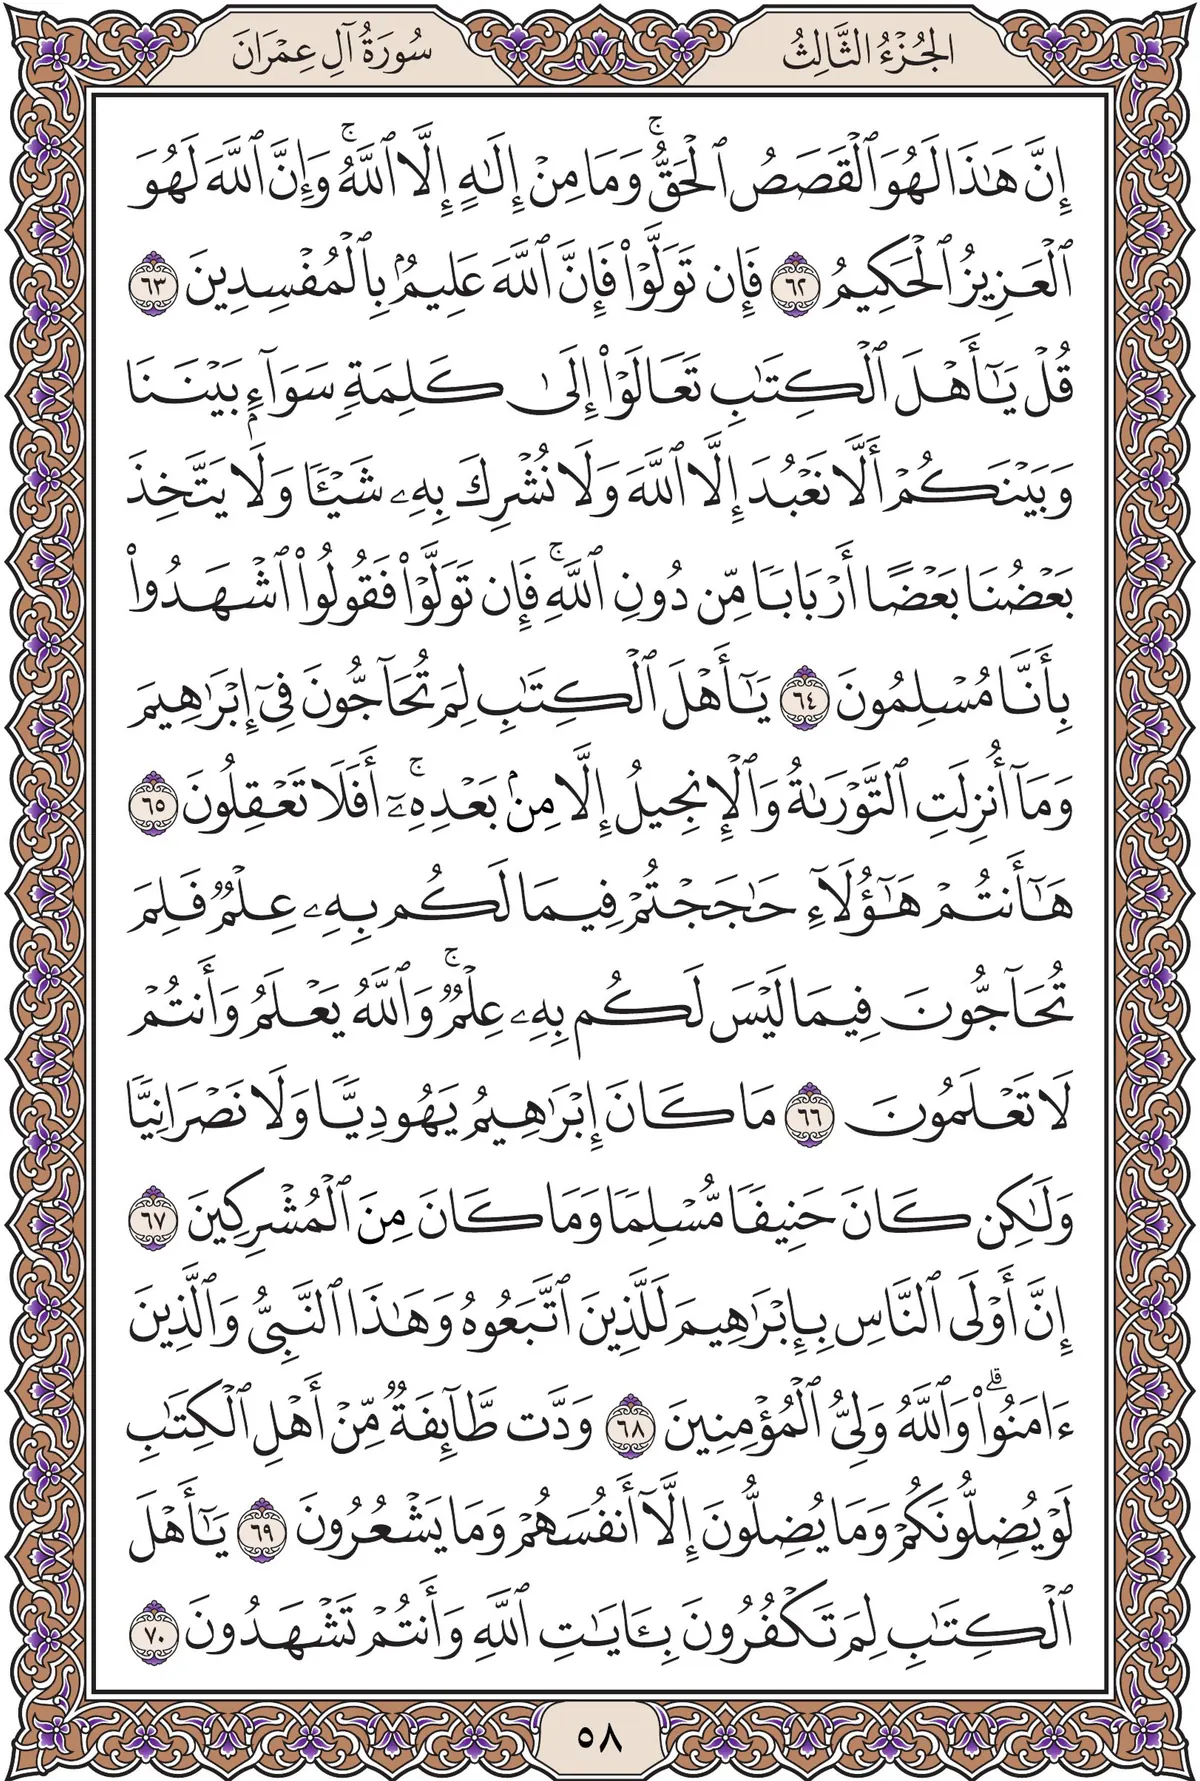 الجُزْءُ الثَّالِثُ
سُورَةُ آلِ عِمْرَانَ
إِنَّ هَٰذَا لَهُوَ ٱلْقَصَصُ ٱلْحَقُّۚ وَمَا مِنْ إِلَٰهٍ إِلَّا ٱللَّهُۚ وَإِنَّ ٱللَّهَ لَهُوَ
ٱلْعَزِيزُ ٱلْحَكِيمُ ٦٢ فَإِن تَوَلَّوْا۟ فَإِنَّ ٱللَّهَ عَلِيمٌۢ بِٱلْمُفْسِدِينَ ٦٣
قُلْ يَٰٓأَهْلَ ٱلْكِتَٰبِ تَعَالَوْا۟ إِلَىٰ كَلِمَةٍ سَوَآءٍۭ بَيْنَنَا
وَبَيْنَكُمْ أَلَّا نَعْبُدَ إِلَّا ٱللَّهَ وَلَا نُشْرِكَ بِهِۦ شَيْـًٔا وَلَا يَتَّخِذَ
بَعْضُنَا بَعْضًا أَرْبَابًا مِّن دُونِ ٱللَّهِۚ فَإِن تَوَلَّوْا۟ فَقُولُوا۟ ٱشْهَدُوا۟
بِأَنَّا مُسْلِمُونَ ٦٤ يَٰٓأَهْلَ ٱلْكِتَٰبِ لِمَ تُحَآجُّونَ فِىٓ إِبْرَٰهِيمَ
وَمَآ أُنزِلَتِ ٱلتَّوْرَىٰةُ وَٱلْإِنجِيلُ إِلَّا مِنۢ بَعْدِهِۦٓۚ أَفَلَا تَعْقِلُونَ ٦٥
هَٰٓأَنتُمْ هَٰٓؤُلَآءِ حَٰجَجْتُمْ فِيمَا لَكُم بِهِۦ عِلْمٌ فَلِمَ
تُحَآجُّونَ فِيمَا لَيْسَ لَكُم بِهِۦ عِلْمٌۚ وَٱللَّهُ يَعْلَمُ وَأَنتُمْ
لَا تَعْلَمُونَ ٦٦ مَا كَانَ إِبْرَٰهِيمُ يَهُودِيًّا وَلَا نَصْرَانِيًّا
وَلَٰكِن كَانَ حَنِيفًا مُّسْلِمًا وَمَا كَانَ مِنَ ٱلْمُشْرِكِينَ ٦٧
إِنَّ أَوْلَى ٱلنَّاسِ بِإِبْرَٰهِيمَ لَلَّذِينَ ٱتَّبَعُوهُ وَهَٰذَا ٱلنَّبِىُّ وَٱلَّذِينَ
ءَامَنُوا۟ۗ وَٱللَّهُ وَلِىُّ ٱلْمُؤْمِنِينَ ٦٨ وَدَّت طَّآئِفَةٌ مِّنْ أَهْلِ ٱلْكِتَٰبِ
لَوْ يُضِلُّونَكُمْ وَمَا يُضِلُّونَ إِلَّآ أَنفُسَهُمْ وَمَا يَشْعُرُونَ ٦٩ يَٰٓأَهْلَ
ٱلْكِتَٰبِ لِمَ تَكْفُرُونَ بِـَٔايَٰتِ ٱللَّهِ وَأَنتُمْ تَشْهَدُونَ ٧٠
٥٨